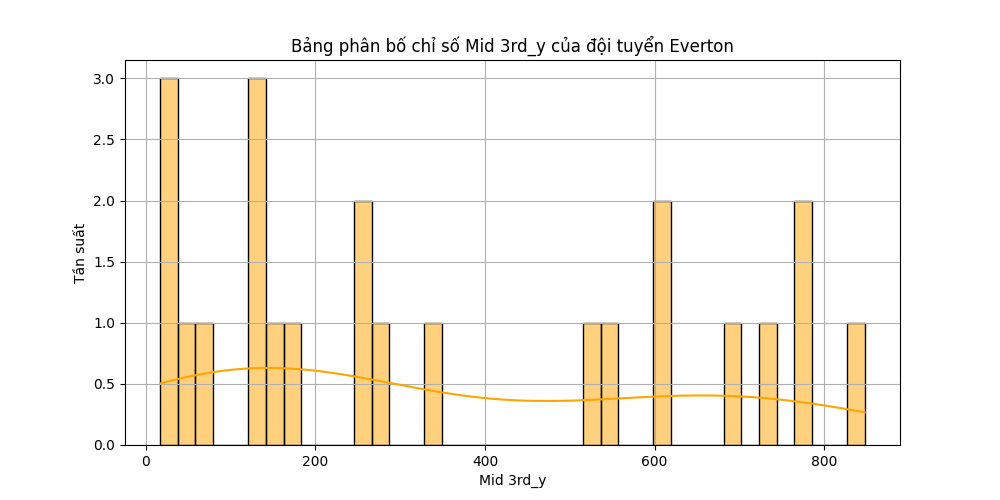 Bảng phân bố chỉ số Mid 3rd_y của đội tuyển Everton
3.0
2.5
2.0
1.5
1.0
0.5
0.0
Tần suất
0 200 400 600 800
Mid 3rd_y